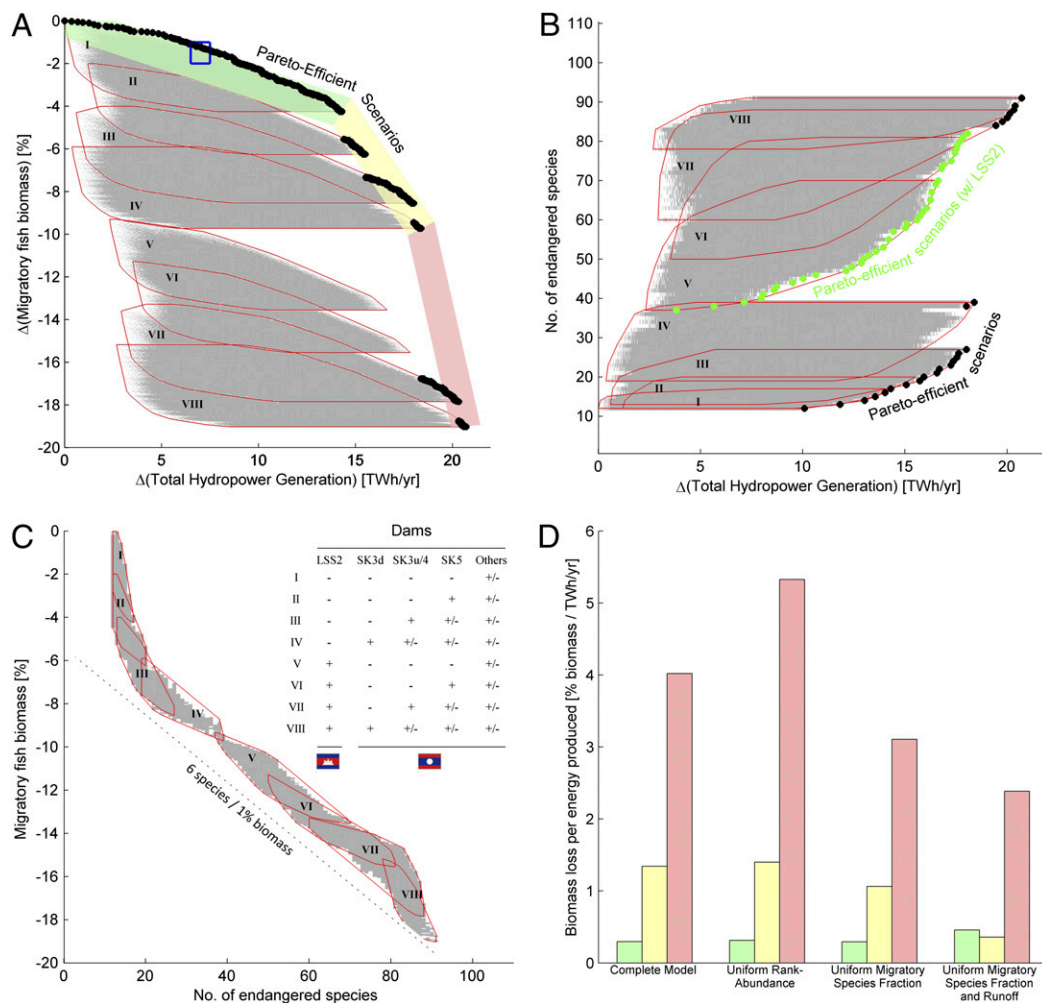 A
Δ(Migratory fish biomass) [%]
0
-2
-4
-6
-8
-10
-12
-14
-16
-18
-20
I
II
III
IV
V
VI
VII
VIII
Pareto-Efficient
Scenarios
0 5 10 15 20
Δ(Total Hydropower Generation) [TWh/yr]
B
No. of endangered species
110
100
90
80
70
60
50
40
30
20
10
VIII
VII
VI
V
IV
III
II
I
Pareto-efficient scenarios (w/ LSS2)
Pareto-efficient
scenarios
0 5 10 15 20
Δ(Total Hydropower Generation) [TWh/yr]
C
Migratory fish biomass [%]
0
-2
-4
-6
-8
-10
-12
-14
-16
-18
-20
I
II
III
IV
V
VI
VII
VIII
6 species / 1% biomass
0 20 40 60 80 100
No. of endangered species
Dams
LSS2 SK3d SK3u/4 SK5 Others
I - - - - +/-
II - - - + +/-
III - - + +/- +/-
IV - + +/- +/- +/-
V + - - - +/-
VI + - - + +/-
VII + - + +/- +/-
VIII + + +/- +/- +/-
D
Biomass loss per energy produced [% biomass / TWh/yr]
6
5
4
3
2
1
0
Complete Model
Uniform Rank-
Abundance
Uniform Migratory
Species Fraction
Uniform Migratory
Species Fraction
and Runoff